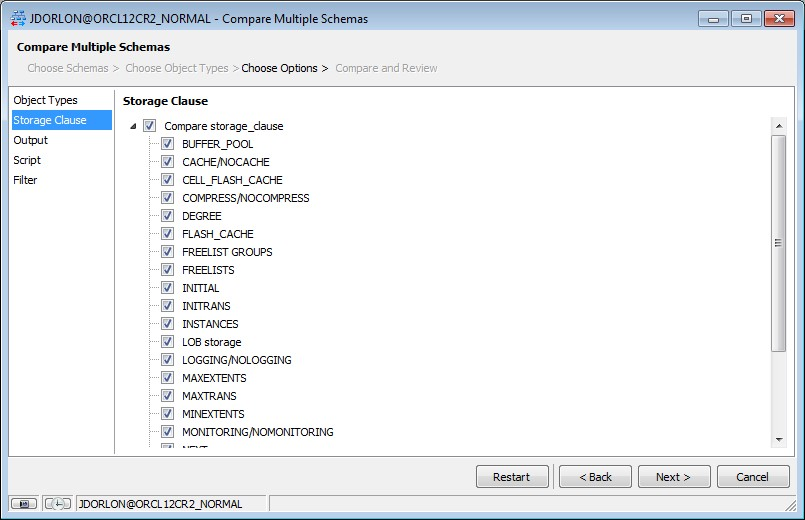 JDORLON@ORCL12CR2_NORMAL - Compare Multiple Schemas
Compare Multiple Schemas
Choose Schemas > Choose Object Types > Choose Options > Compare and Review
Object Types
Storage Clause
Output
Script
Filter
Storage Clause
Compare storage_clause
BUFFER_POOL
CACHE/NOCACHE
CELL_FLASH_CACHE
COMPRESS/NOCOMPRESS
DEGREE
FLASH_CACHE
FREELIST GROUPS
FREELISTS
INITIAL
INITRANS
INSTANCES
LOB storage
LOGGING/NOLOGGING
MAXEXTENTS
MAXTRANS
MINEXTENTS
MONITORING/NOMONITORING
Restart
< Back
Next >
Cancel
JDORLON@ORCL12CR2_NORMAL